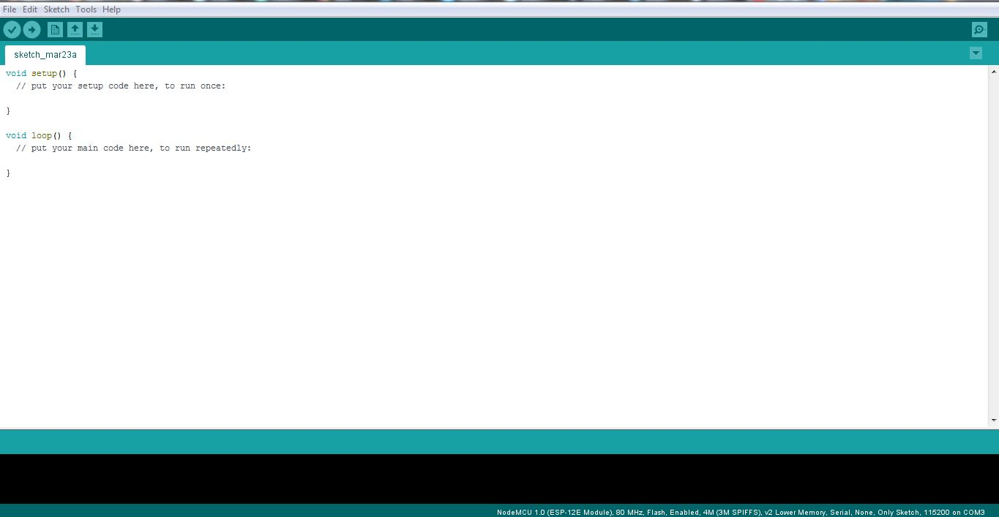 File Edit Sketch Tools Help
sketch_mar23a
void setup() {
  // put your setup code here, to run once:
}
void loop() {
  // put your main code here, to run repeatedly:
}
NodeMCU 1.0 (ESP-12E Module), 80 MHz, Flash, Enabled, 4M (3M SPIFFS), v2 Lower Memory, Serial, None, Only Sketch, 115200 on COM3